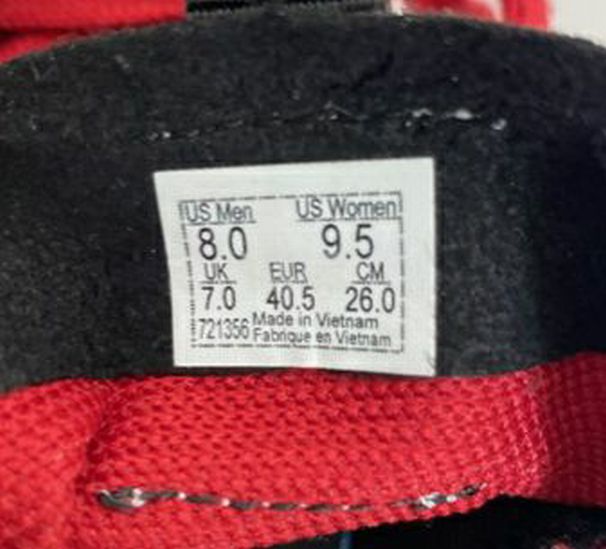 US Men US Women
8.0 9.5
UK EUR CM
7.0 40.5 26.0
721356 Made in Vietnam
Fabrique en Vietnam